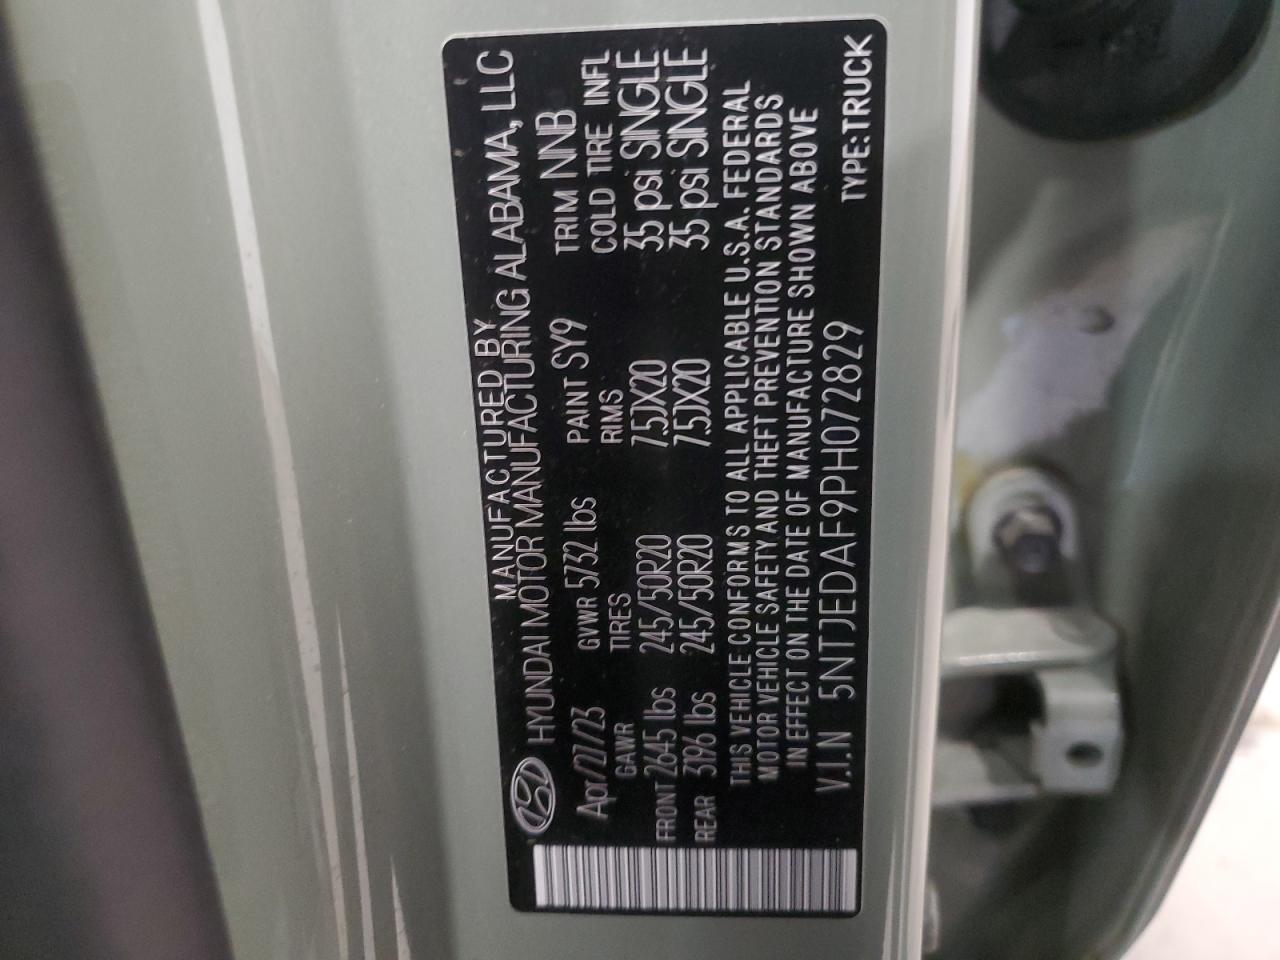 MANUFACTURED BY
HYUNDAI MOTOR MANUFACTURING ALABAMA, LLC
Apr/27/23 GVWR 5732 lbs PAINT SY9 TRIM NNB
GAWR TIRES RIMS COLD TIRE INFL
FRONT 2645 lbs 245/50R20 7.5JX20 35 psi SINGLE
REAR 3196 lbs 245/50R20 7.5JX20 35 psi SINGLE
THIS VEHICLE CONFORMS TO ALL APPLICABLE U.S.A. FEDERAL
MOTOR VEHICLE SAFETY AND THEFT PREVENTION STANDARDS
IN EFFECT ON THE DATE OF MANUFACTURE SHOWN ABOVE
V.I.N 5NTJEDAF9PH072829 TYPE:TRUCK